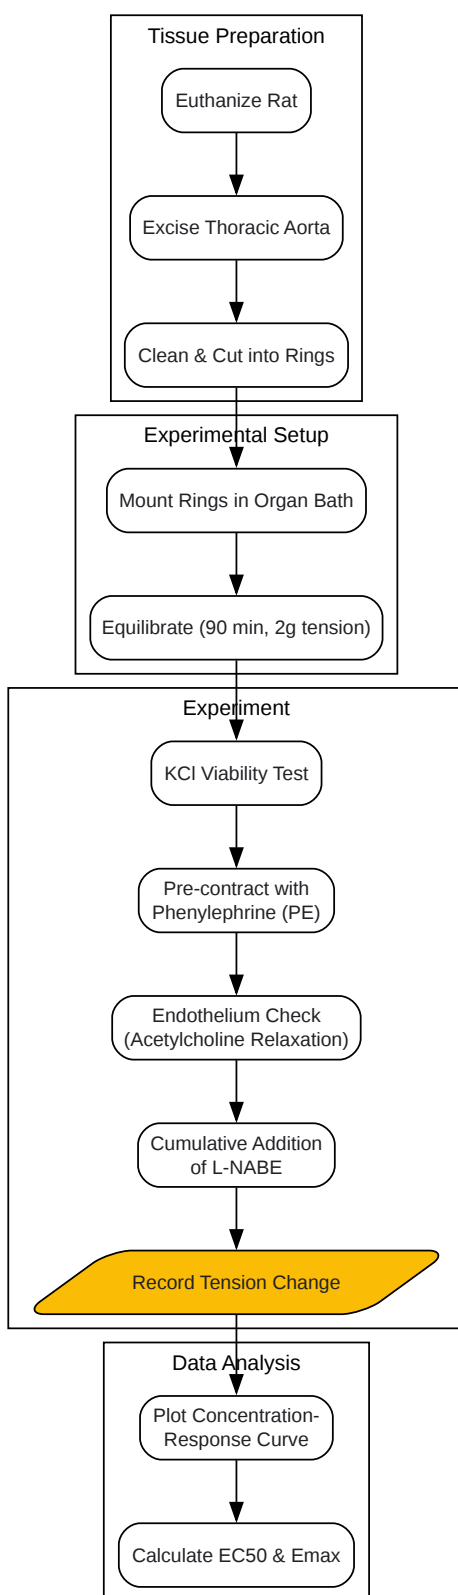 Tissue Preparation
Euthanize Rat
Excise Thoracic Aorta
Clean & Cut into Rings
Experimental Setup
Mount Rings in Organ Bath
Equilibrate (90 min, 2g tension)
Experiment
KCl Viability Test
Pre-contract with
Phenylephrine (PE)
Endothelium Check
(Acetylcholine Relaxation)
Cumulative Addition
of L-NABE
Record Tension Change
Data Analysis
Plot Concentration-
Response Curve
Calculate EC50 & Emax